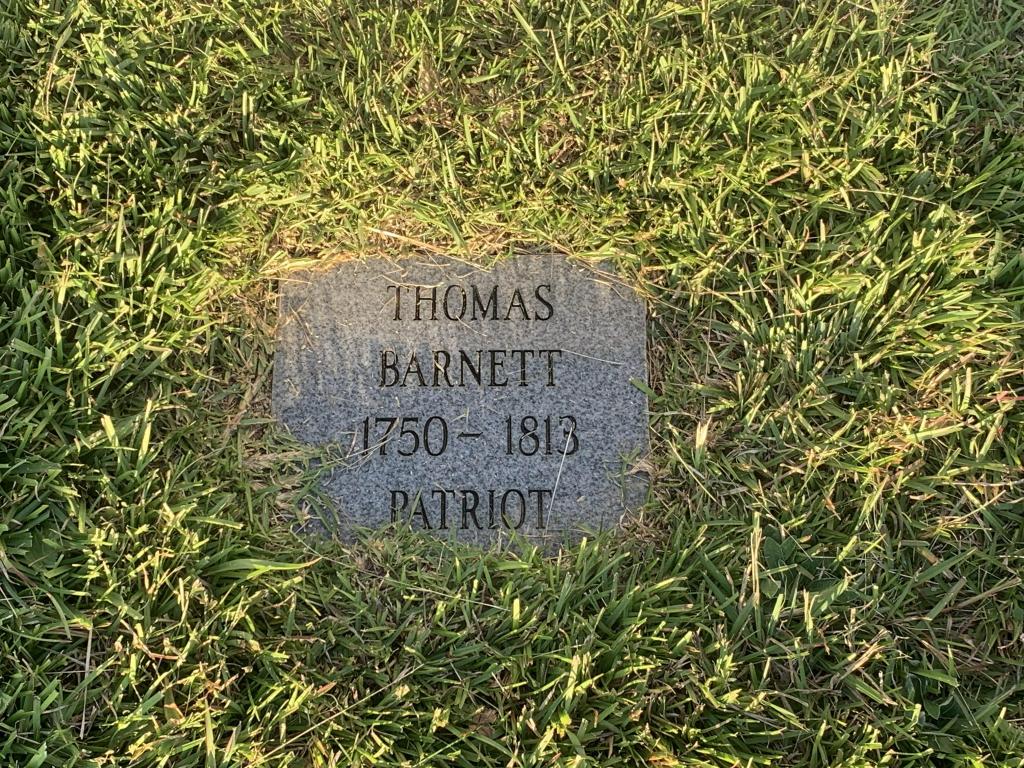 THOMAS
BARNETT
1750 - 1813
PATRIOT